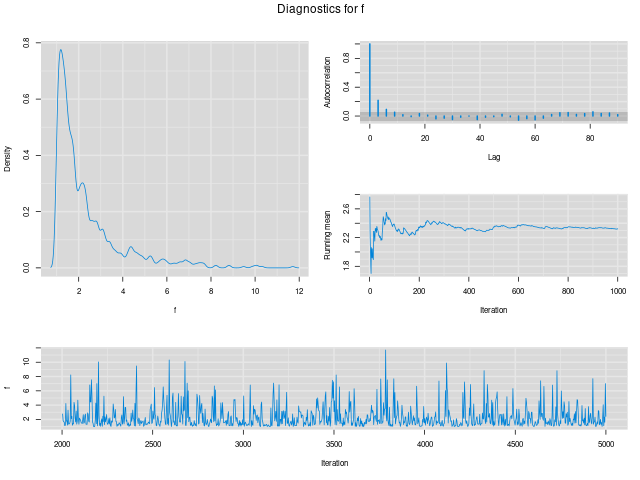 Diagnostics for f
Density
0.0 0.2 0.4 0.6 0.8
2 4 6 8 10 12
f
Autocorrelation
0.0 0.4 0.8
0 20 40 60 80
Lag
Running mean
1.8 2.2 2.6
0 200 400 600 800 1000
Iteration
f
2 4 6 8 10
2000 2500 3000 3500 4000 4500 5000
Iteration